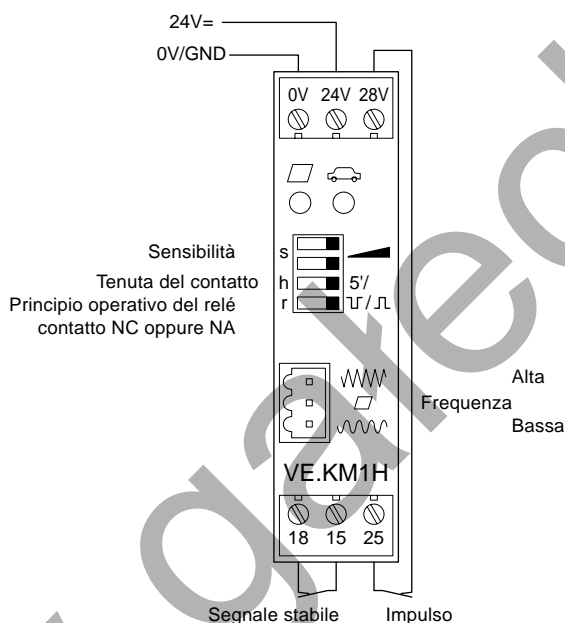 24V=
0V/GND
0V 24V 28V
Sensibilità
s
Tenuta del contatto
h 5'/
Principio operativo del relé
r /
contatto NC oppure NA
Alta
Frequenza
Bassa
VE.KM1H
18 15 25
Segnale stabile Impulso
gate